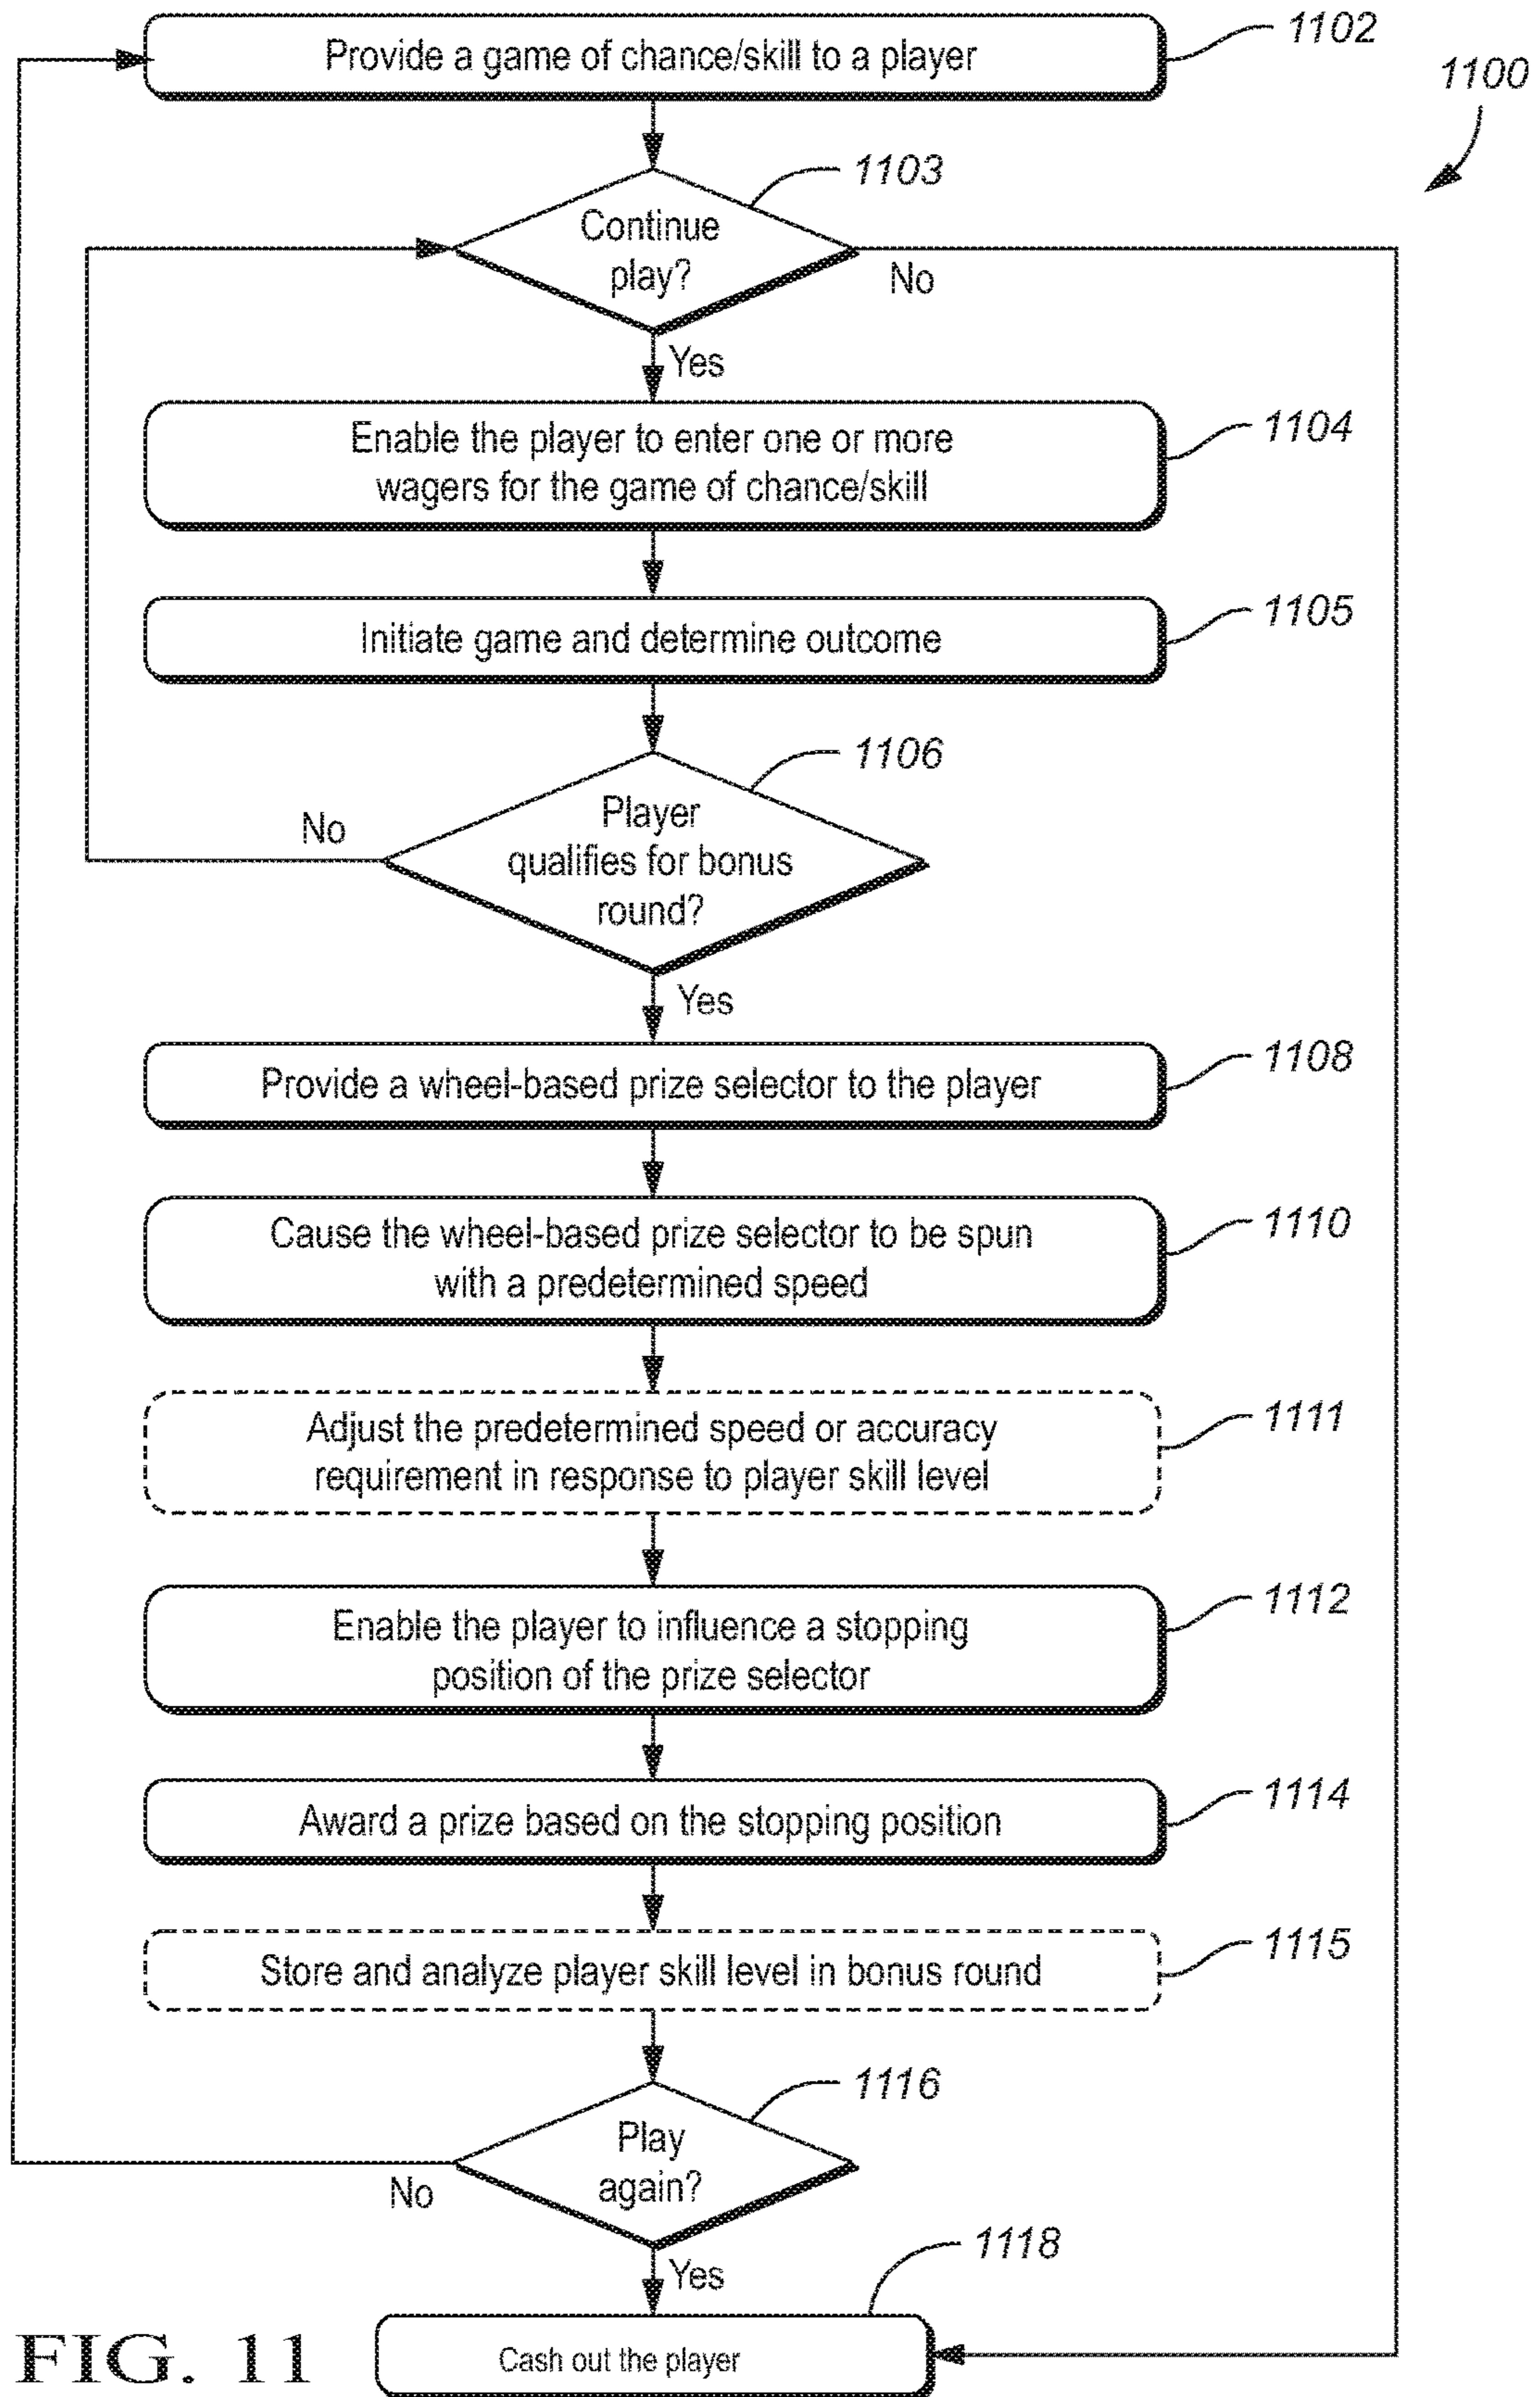 Provide a game of chance/skill to a player
1102
1100
Continue
play?
1103
No
Yes
Enable the player to enter one or more
wagers for the game of chance/skill
1104
Initiate game and determine outcome
1105
Player
qualifies for bonus
round?
1106
No
Yes
Provide a wheel-based prize selector to the player
1108
Cause the wheel-based prize selector to be spun
with a predetermined speed
1110
Adjust the predetermined speed or accuracy
requirement in response to player skill level
1111
Enable the player to influence a stopping
position of the prize selector
1112
Award a prize based on the stopping position
1114
Store and analyze player skill level in bonus round
1115
Play
again?
1116
No
Yes
Cash out the player
1118
FIG. 11